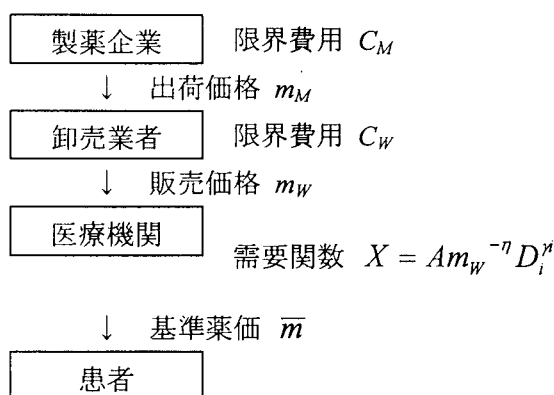 製薬企業 限界費用 C_M
↓ 出荷価格 m_M
卸売業者 限界費用 C_W
↓ 販売価格 m_W
医療機関
需要関数 X = Am_W^{-η}D_i^{γi}
↓ 基準薬価 m̅
患者